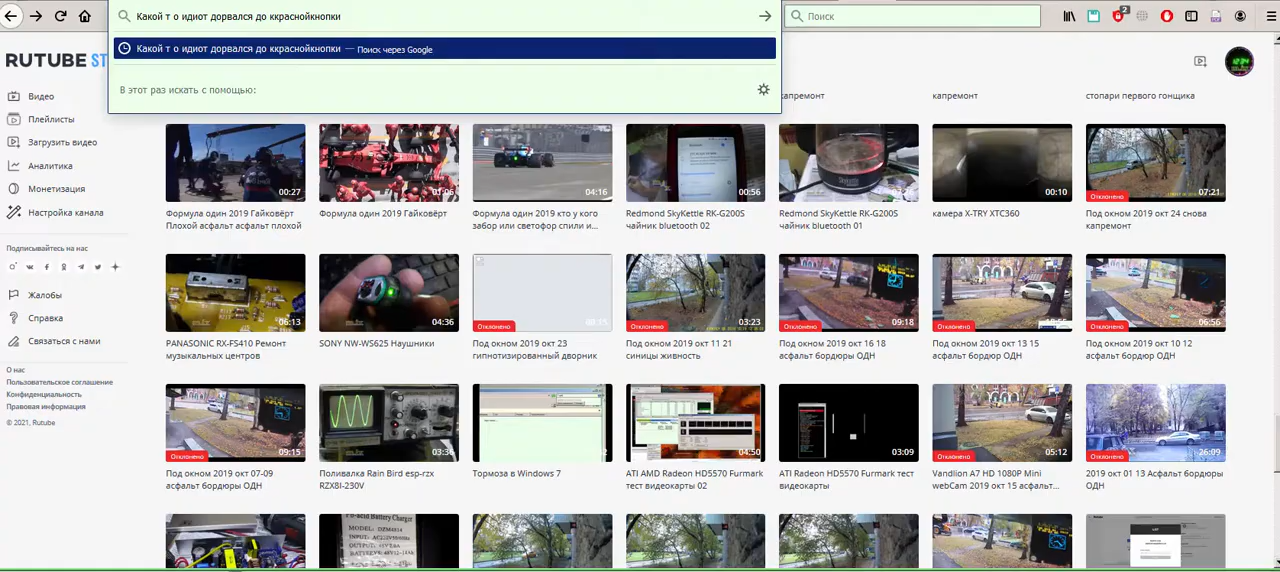 Какой т о идиот дорвался до ккраснойкнопки
Поиск
2
RUTUBE ST
Какой т о идиот дорвался до ккраснойкнопки — Поиск через Google
В этот раз искать с помощью:
Видео
Плейлисты
Загрузить видео
Аналитика
Монетизация
Настройка канала
Подписывайтесь на нас
Жалобы
Справка
Связаться с нами
О нас
Пользовательское соглашение
Конфиденциальность
Правовая информация
© 2021, Rutube
капремонт
капремонт
стопари первого гонщика
00:27
01:06
04:16
00:56
00:10
Отклонено
07:21
Формула один 2019 Гайковёрт
Плохой асфальт асфальт плохой
Формула один 2019 Гайковёрт
Формула один 2019 кто у кого
забор или светофор спили и...
Redmond SkyKettle RK-G200S
чайник bluetooth 02
Redmond SkyKettle RK-G200S
чайник bluetooth 01
камера X-TRY XTC360
Под окном 2019 окт 24 снова
капремонт
06:13
04:36
Отклонено
Отклонено
03:23
Отклонено
09:18
Отклонено
Отклонено
06:56
PANASONIC RX-FS410 Ремонт
музыкальных центров
SONY NW-WS625 Наушники
Под окном 2019 окт 23
гипнотизированный дворник
Под окном 2019 окт 11 21
синицы живность
Под окном 2019 окт 16 18
асфальт бордюры ОДН
Под окном 2019 окт 13 15
асфальт бордюр ОДН
Под окном 2019 окт 10 12
асфальт бордюры ОДН
Отклонено
09:15
03:36
04:50
03:09
05:12
26:09
Под окном 2019 окт 07-09
асфальт бордюры ОДН
Поливалка Rain Bird esp-rzx
RZX8I-230V
Тормоза в Windows 7
ATI AMD Radeon HD5570 Furmark
тест видеокарты 02
ATI Radeon HD5570 Furmark тест
видеокарты
Vandlion A7 HD 1080P Mini
webCam 2019 окт 15 асфальт...
2019 окт 01 13 Асфальт бордюры
ОДН
Pb-acid Battery Charger